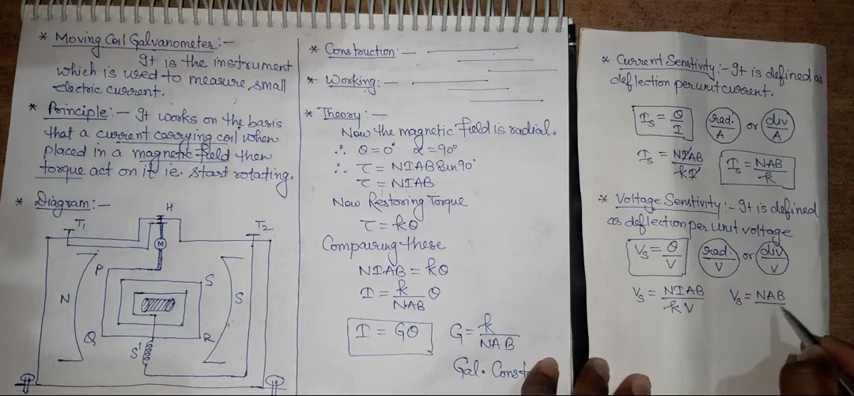 * Moving Coil Galvanometer:-
It is the instrument
which is used to measure small
electric current.
* Principle:- It works on the basis
that a current carrying coil when
placed in a magnetic field then
torque act on it i.e. start rotating.
* Diagram:-
H
T1
T2
M
P
S
N
S
Q
R
S'
* Construction:-
* Working:-
* Theory:-
Now the magnetic field is radial.
∴ θ = 0° α = 90°
∴ τ = NIAB Sin 90°
τ = NIAB
Now Restoring Torque
τ = kθ
Comparing these
NIAB = kθ
I = k/NAB θ
I = Gθ G = k/NAB
Gal. Const
* Current Sensitivity:- It is defined as
deflection per unit current.
Is = θ/I rad./A or div/A
Is = NIAB/kI Is = NAB/k
* Voltage Sensitivity:- It is defined
as deflection per unit voltage
Vs = θ/V rad./V or div/V
Vs = NIAB/kV Vs = NAB